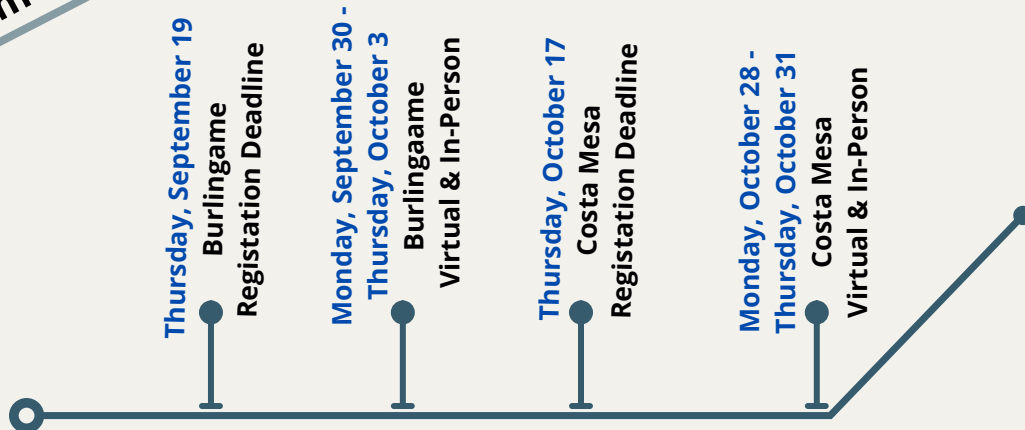 Thursday, September 19
Burlingame
Registation Deadline
Monday, September 30 -
Thursday, October 3
Burlingame
Virtual & In-Person
Thursday, October 17
Costa Mesa
Registation Deadline
Monday, October 28 -
Thursday, October 31
Costa Mesa
Virtual & In-Person